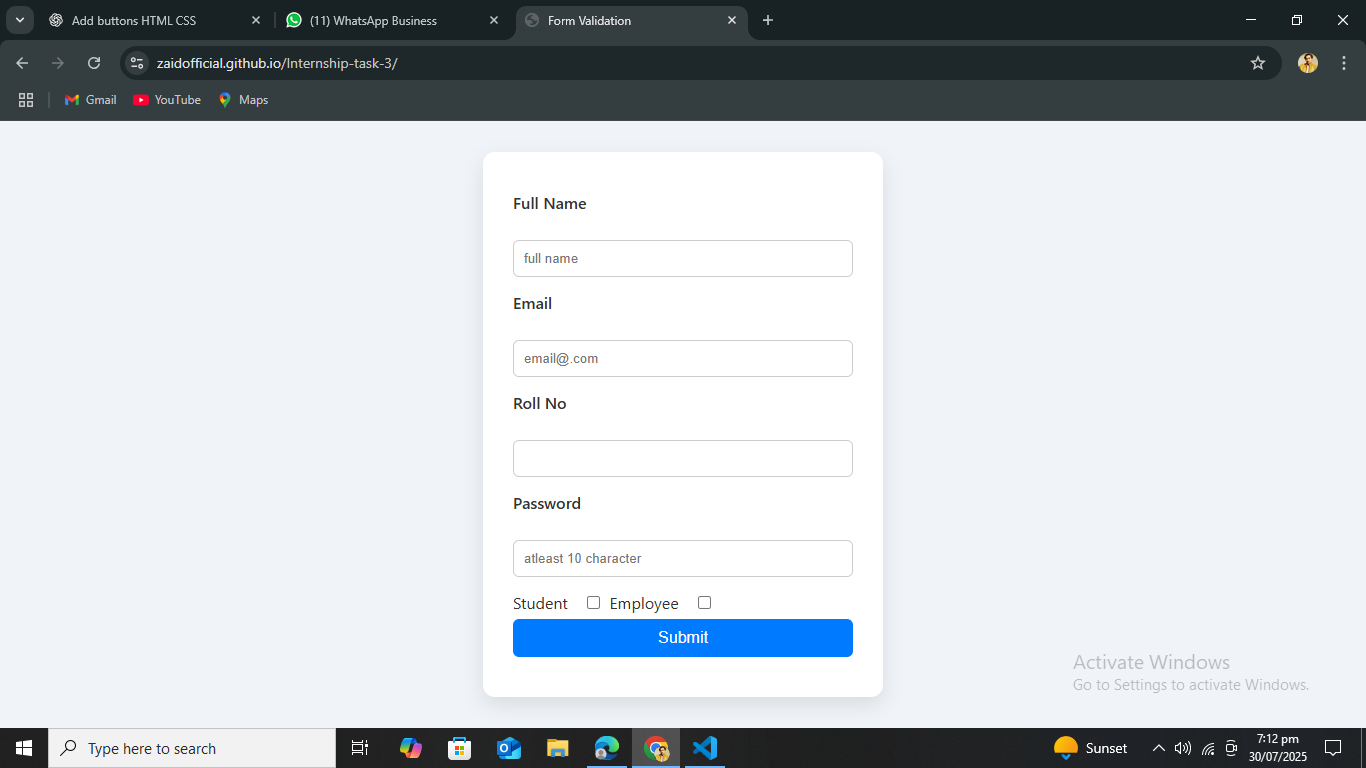 Add buttons HTML CSS
(11) WhatsApp Business
Form Validation
zaidofficial.github.io/Internship-task-3/
Gmail
YouTube
Maps
Full Name
full name
Email
email@.com
Roll No
Password
atleast 10 character
Student Employee
Submit
Activate Windows
Go to Settings to activate Windows.
Type here to search
Sunset
7:12 pm
30/07/2025